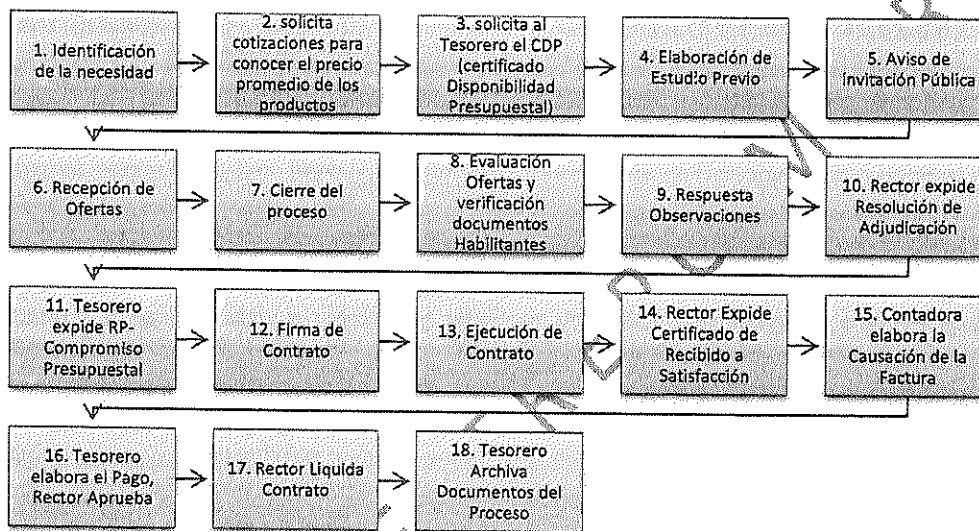 1. Identificación
de la necesidad
2. solicita
cotizaciones para
conocer el precio
promedio de los
productos
3. solicita al
Tesorero el CDP
(certificado
Disponibilidad
Presupuestal)
4. Elaboración de
Estudio Previo
5. Aviso de
Invitación Pública
6. Recepción de
Ofertas
7. Cierre del
proceso
8. Evaluación
Ofertas y
verificación
documentos
Habilitantes
9. Respuesta
Observaciones
10. Rector expide
Resolución de
Adjudicación
11. Tesorero
expide RP-
Compromiso
Presupuestal
12. Firma de
Contrato
13. Ejecución de
Contrato
14. Rector Expide
Certificado de
Recibido a
Satisfacción
15. Contadora
elabora la
Causación de la
Factura
16. Tesorero
elabora el Pago,
Rector Aprueba
17. Rector Liquida
Contrato
18. Tesorero
Archiva
Documentos del
Proceso